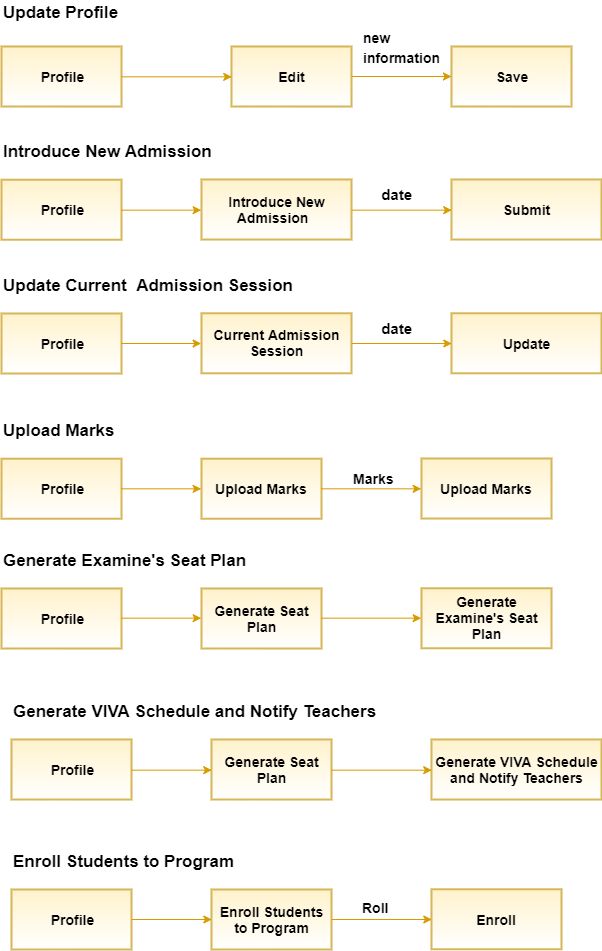 Update Profile
new
information
Profile
Edit
Save
Introduce New Admission
Profile
Introduce New
Admission
date
Submit
Update Current  Admission Session
Profile
Current Admission
Session
date
Update
Upload Marks
Profile
Upload Marks
Marks
Upload Marks
Generate Examine's Seat Plan
Profile
Generate Seat
Plan
Generate
Examine's Seat
Plan
Generate VIVA Schedule and Notify Teachers
Profile
Generate Seat
Plan
Generate VIVA Schedule
and Notify Teachers
Enroll Students to Program
Profile
Enroll Students
to Program
Roll
Enroll